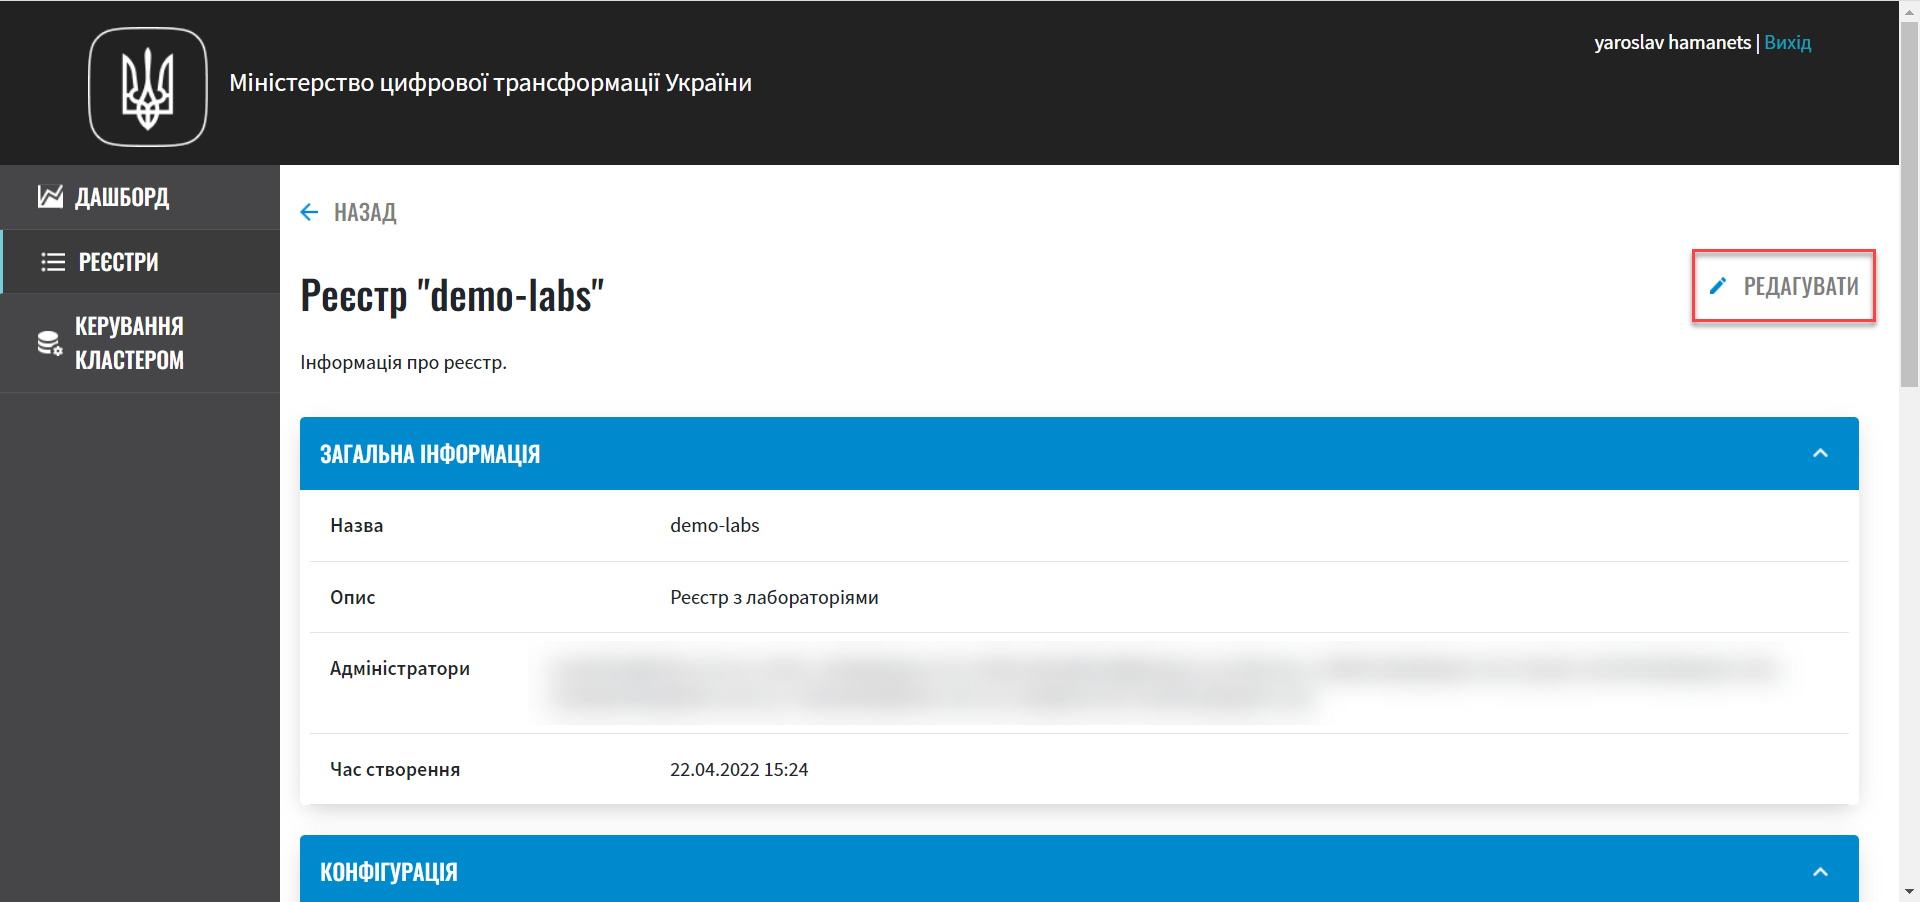 Міністерство цифрової трансформації України
yaroslav hamanets | Вихід
ДАШБОРД
РЕЄСТРИ
КЕРУВАННЯ
КЛАСТЕРОМ
НАЗАД
Реєстр "demo-labs"
РЕДАГУВАТИ
Інформація про реєстр.
ЗАГАЛЬНА ІНФОРМАЦІЯ
Назва demo-labs
Опис Реєстр з лабораторіями
Адміністратори
Час створення 22.04.2022 15:24
КОНФІГУРАЦІЯ